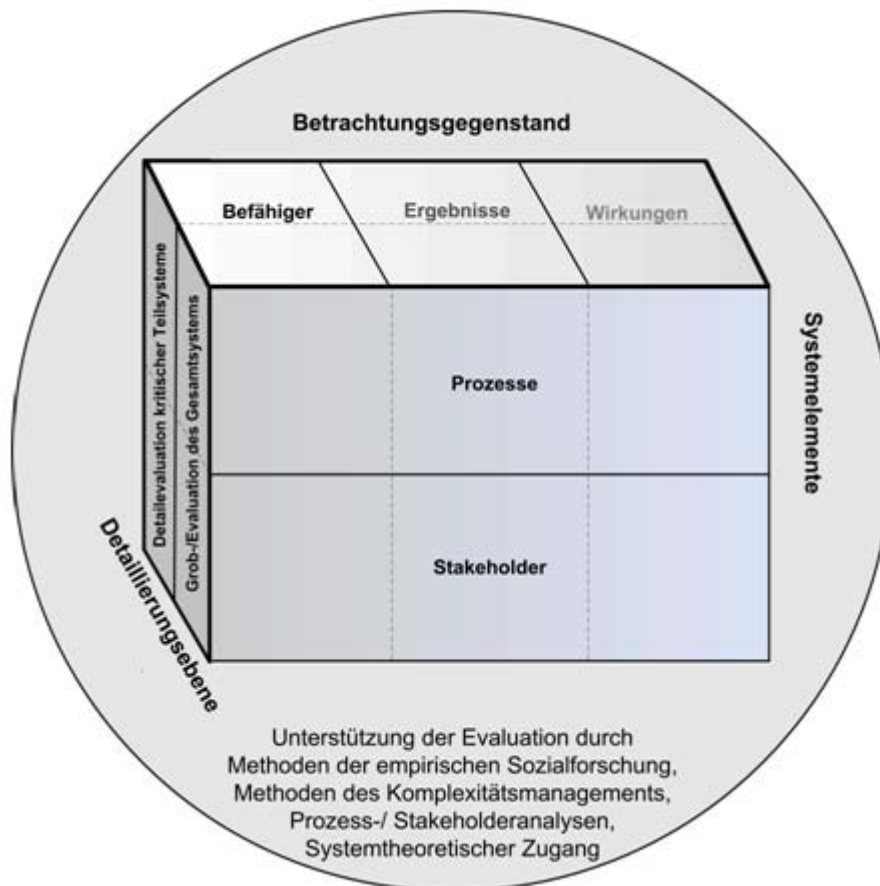 Betrachtungsgegenstand
Befähiger
Ergebnisse
Wirkungen
Detailevaluation kritischer Teilsysteme
Grob-/Evaluation des Gesamtsystems
Prozesse
Systemelemente
Stakeholder
Detaillierungsebene
Unterstützung der Evaluation durch
Methoden der empirischen Sozialforschung,
Methoden des Komplexitätsmanagements,
Prozess-/ Stakeholderanalysen,
Systemtheoretischer Zugang